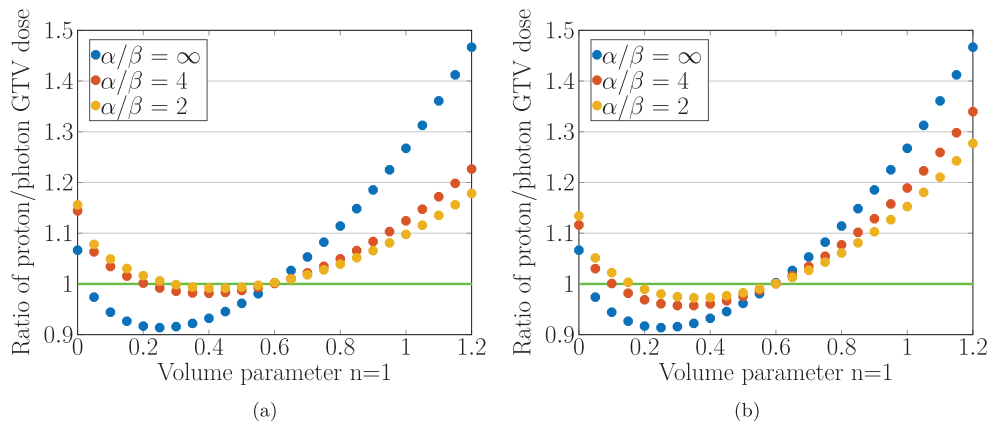 Ratio of proton/photon GTV dose
1.5
1.4
1.3
1.2
1.1
1
0.9
α/β = ∞
α/β = 4
α/β = 2
0
0.2
0.4
0.6
0.8
1
1.2
Volume parameter n=1
(a)
Ratio of proton/photon GTV dose
1.5
1.4
1.3
1.2
1.1
1
0.9
α/β = ∞
α/β = 4
α/β = 2
0
0.2
0.4
0.6
0.8
1
1.2
Volume parameter n=1
(b)